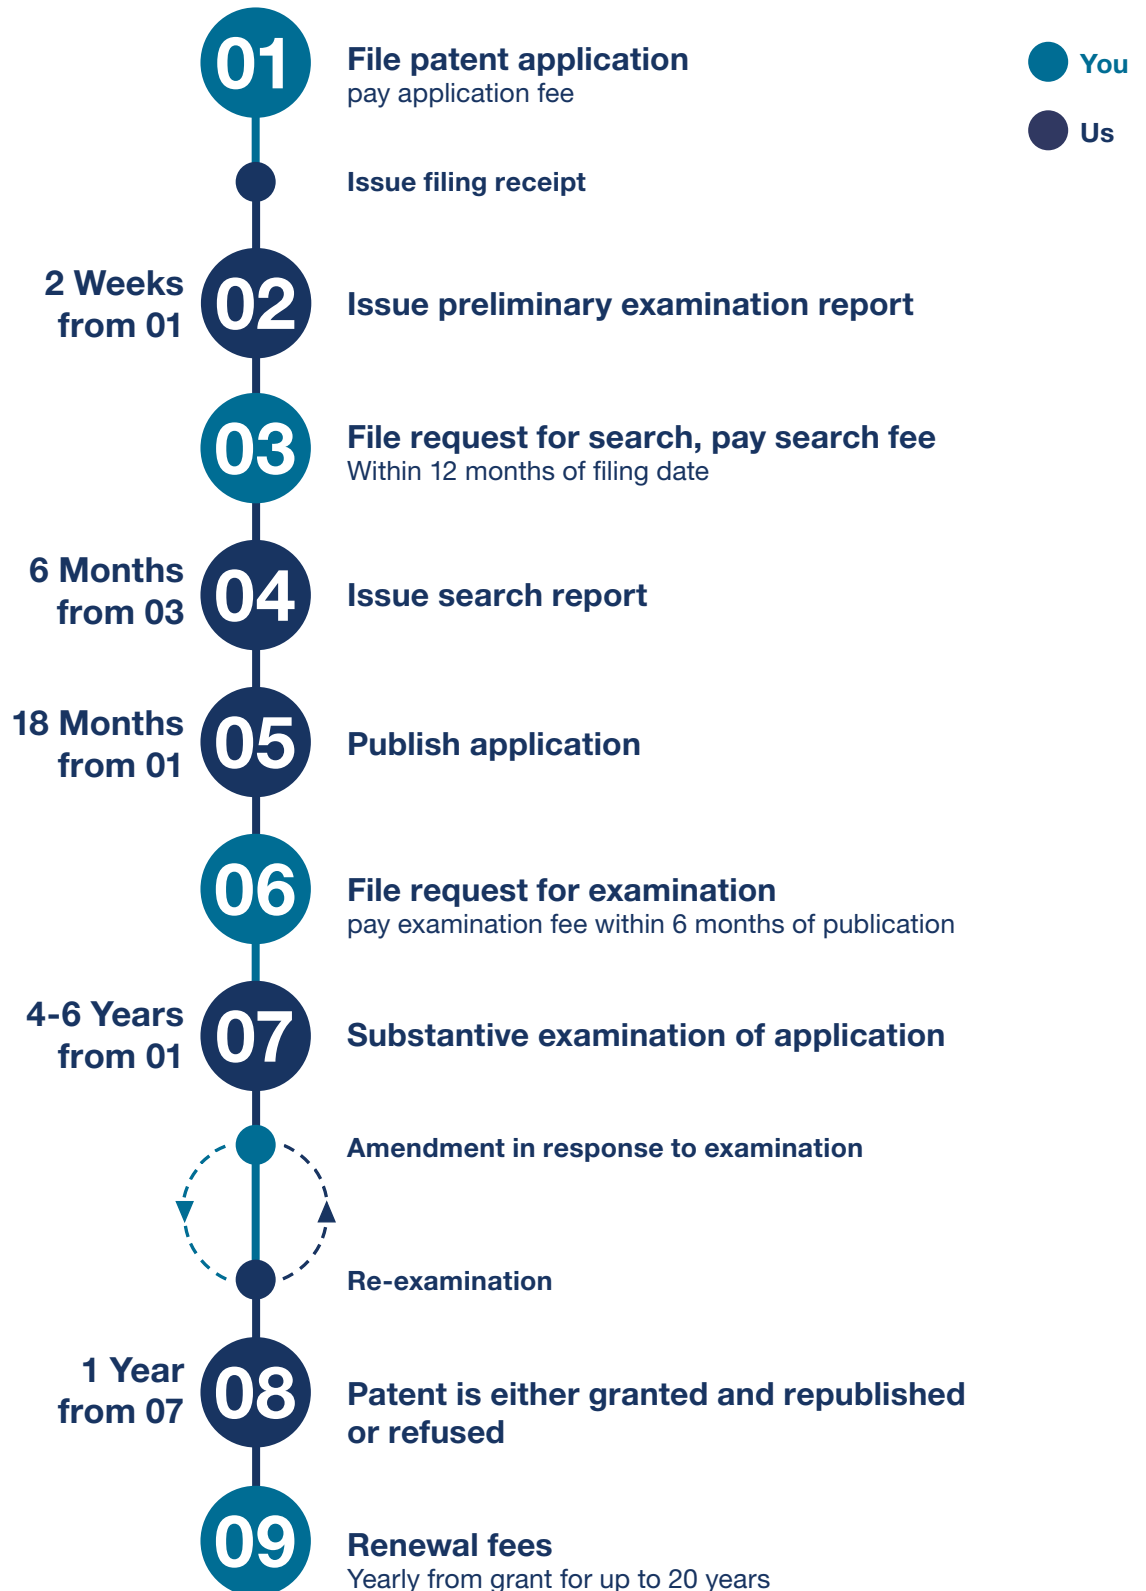 01
File patent application
pay application fee
You
Us
Issue filing receipt
2 Weeks
from 01
02
Issue preliminary examination report
03
File request for search, pay search fee
Within 12 months of filing date
6 Months
from 03
04
Issue search report
18 Months
from 01
05
Publish application
06
File request for examination
pay examination fee within 6 months of publication
4-6 Years
from 01
07
Substantive examination of application
Amendment in response to examination
Re-examination
1 Year
from 07
08
Patent is either granted and republished
or refused
09
Renewal fees
Yearly from grant for up to 20 years